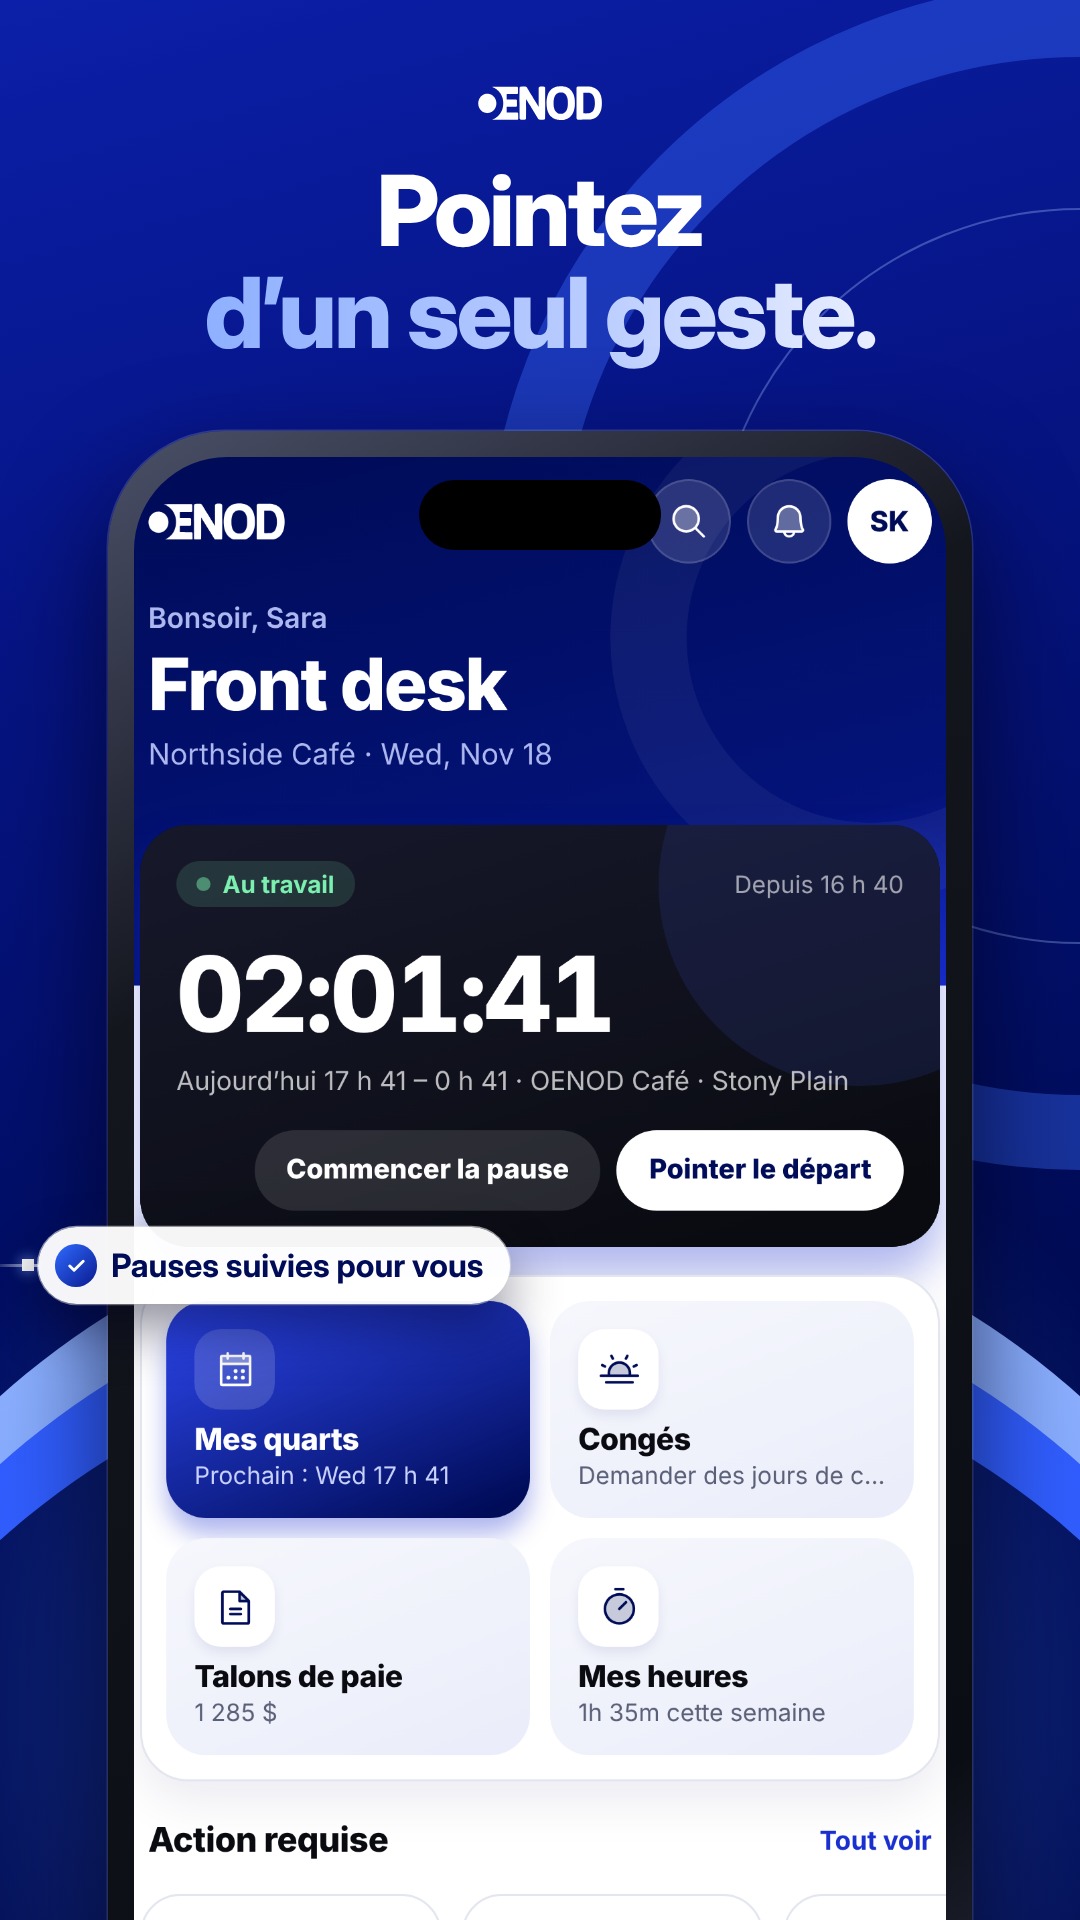 OENOD
Pointez
d’un seul geste.
OENOD
SK
Bonsoir, Sara
Front desk
Northside Café · Wed, Nov 18
Au travail
Depuis 16 h 40
02:01:41
Aujourd’hui 17 h 41 – 0 h 41 · OENOD Café · Stony Plain
Commencer la pause
Pointer le départ
Pauses suivies pour vous
Mes quarts
Prochain : Wed 17 h 41
Congés
Demander des jours de c...
Talons de paie
1 285 $
Mes heures
1h 35m cette semaine
Action requise
Tout voir